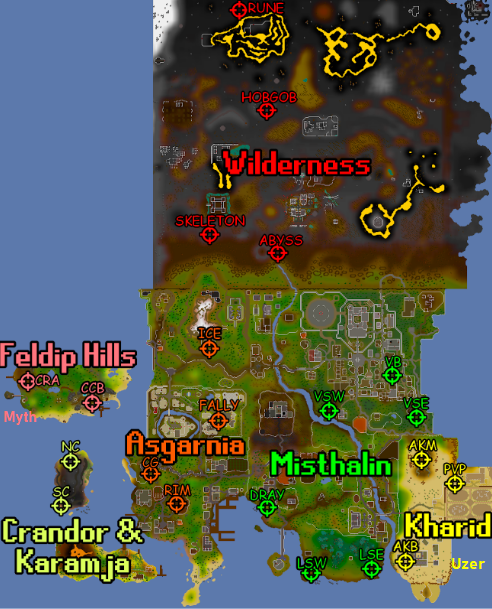 RUNE
HOBGOB
Wilderness
SKELETON
ABYSS
ICE
Feldip Hills
CRA
CCB
Myth
VB
FALLY
VSW
VSE
Asgarnia
NC
CG
Misthalin
AKM
PVP
SC
RIM
DRAY
Crandor &
Karamja
Kharid
AKB
LSW
LSE
Uzer